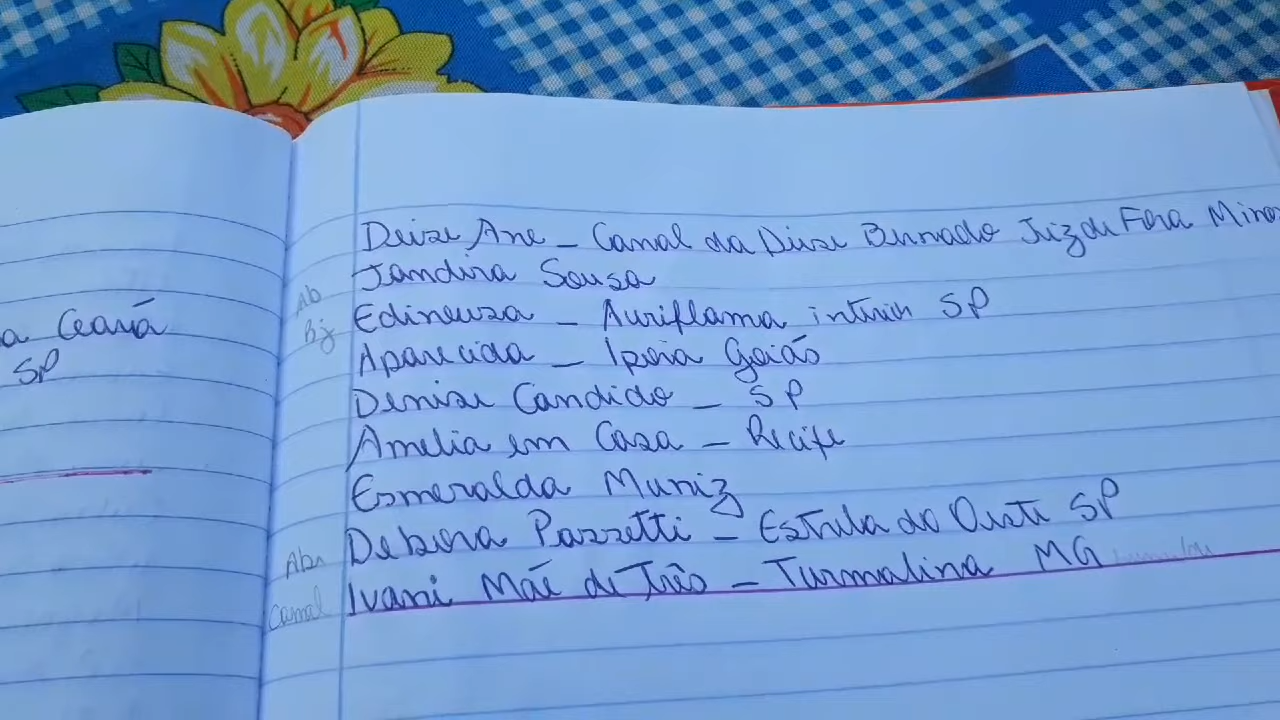 a Ceará
SP
Deise Ane - Canal da Deise Bernado Juiz de Fora Minas
Jandira Sousa
Ab
Edineuza - Auriflama interior SP
Bj
Aparecida - Goiás
Denise Candido - SP
Amelia em Casa - Recife
Esmeralda Muniz
Abr
Debora Pazzetti - Estrela do Oeste SP
Canal
Ivani Mãe de Três - Turmalina MG